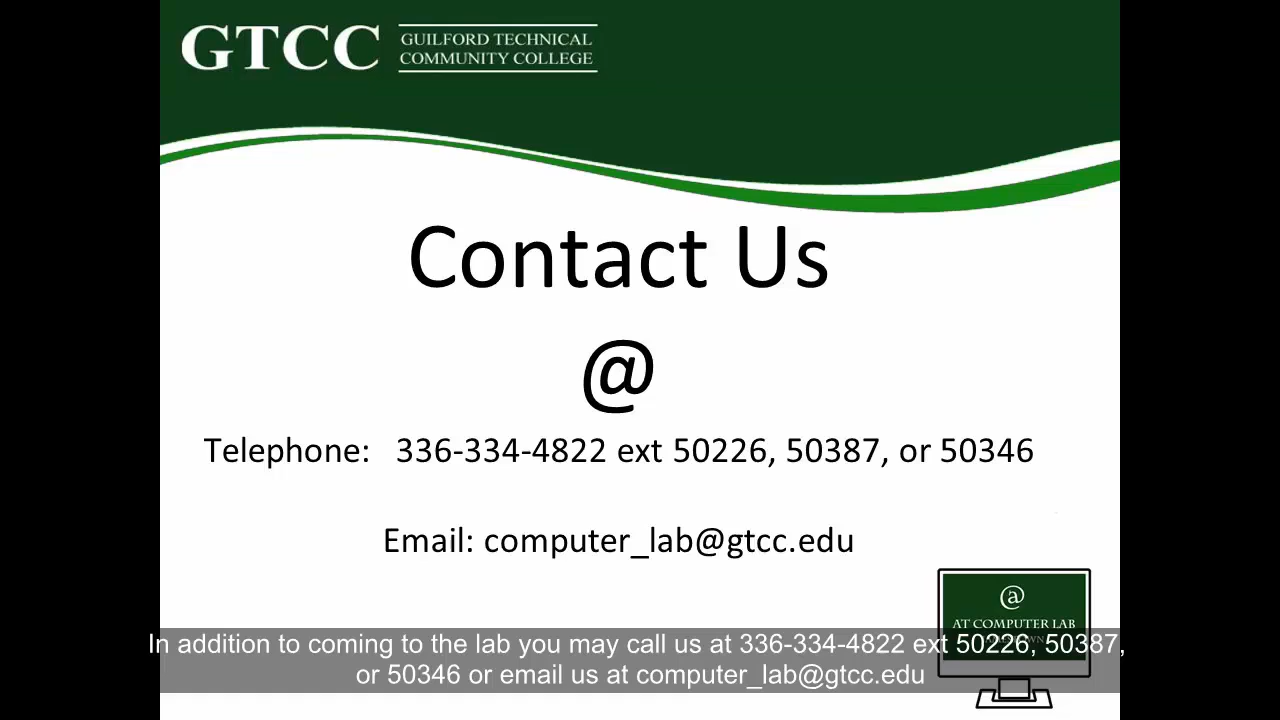 GTCC
GUILFORD TECHNICAL
COMMUNITY COLLEGE
Contact Us
@
Telephone: 336-334-4822 ext 50226, 50387, or 50346
Email: computer_lab@gtcc.edu
@
AT COMPUTER LAB
In addition to coming to the lab you may call us at 336-334-4822 ext 50226, 50387,
or 50346 or email us at computer_lab@gtcc.edu